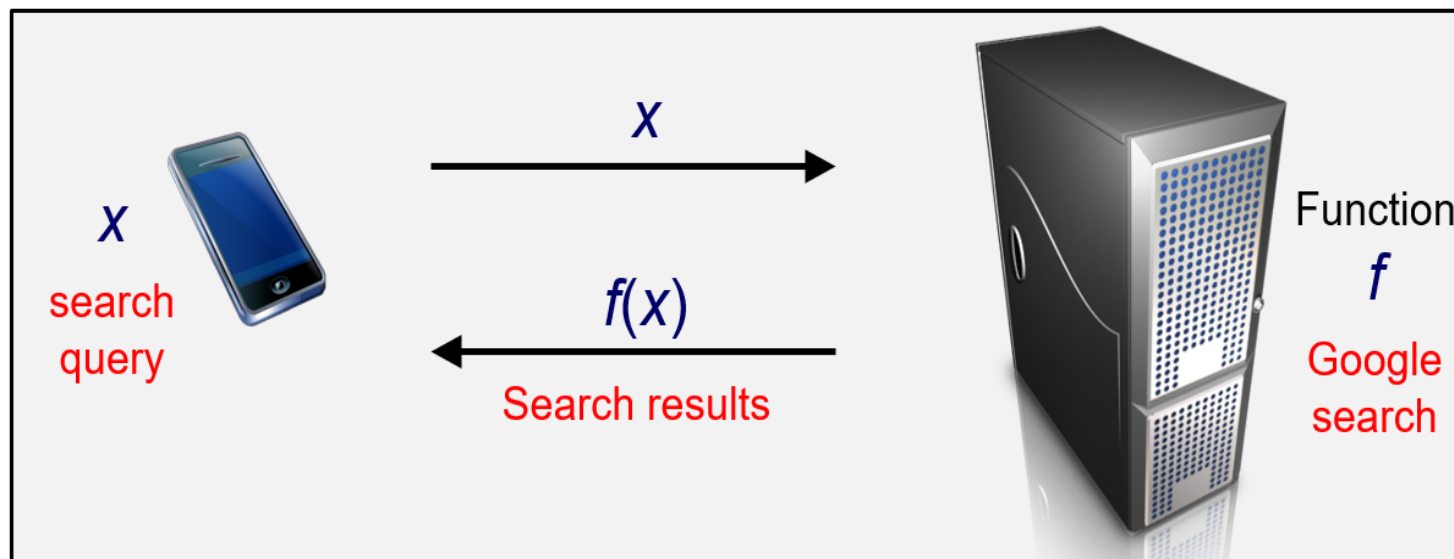 x
search
query
x
f(x)
Search results
Function
f
Google
search